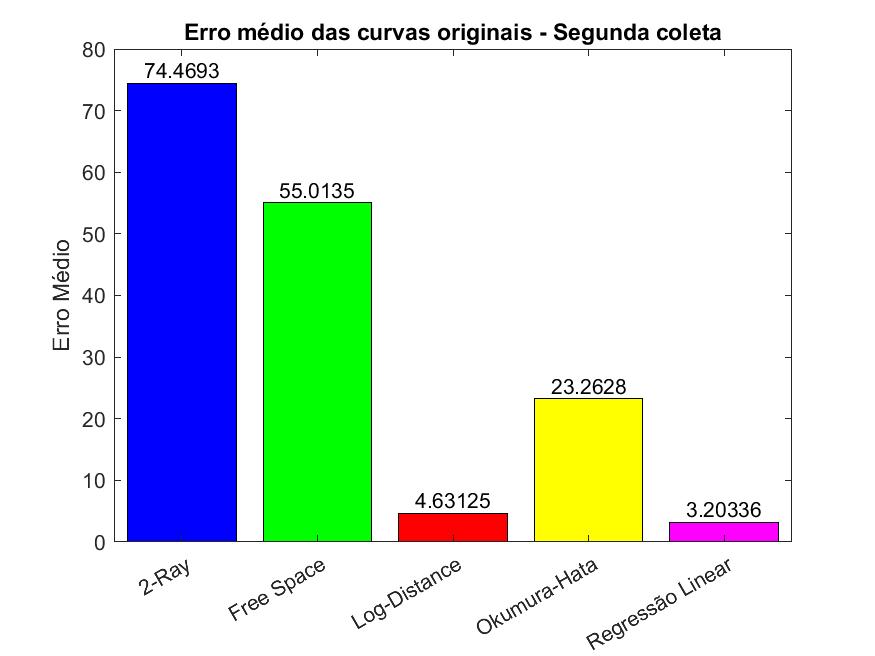 Erro médio das curvas originais - Segunda coleta
Erro Médio
80
70
60
50
40
30
20
10
0
74.4693
55.0135
4.63125
23.2628
3.20336
2-Ray
Free Space
Log-Distance
Okumura-Hata
Regressão Linear